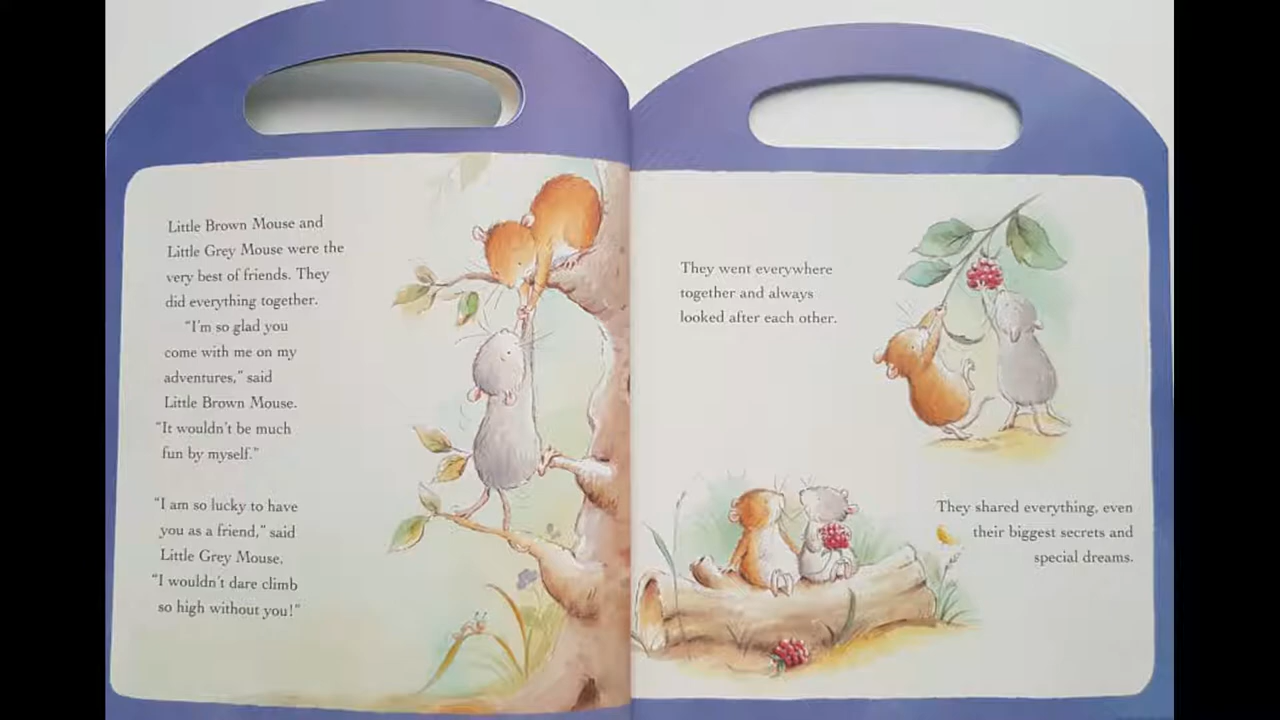 Little Brown Mouse and
Little Grey Mouse were the
very best of friends. They
did everything together.
“I'm so glad you
come with me on my
adventures,” said
Little Brown Mouse.
“It wouldn't be much
fun by myself.”
“I am so lucky to have
you as a friend,” said
Little Grey Mouse,
“I wouldn't dare climb
so high without you!”
They went everywhere
together and always
looked after each other.
They shared everything, even
their biggest secrets and
special dreams.